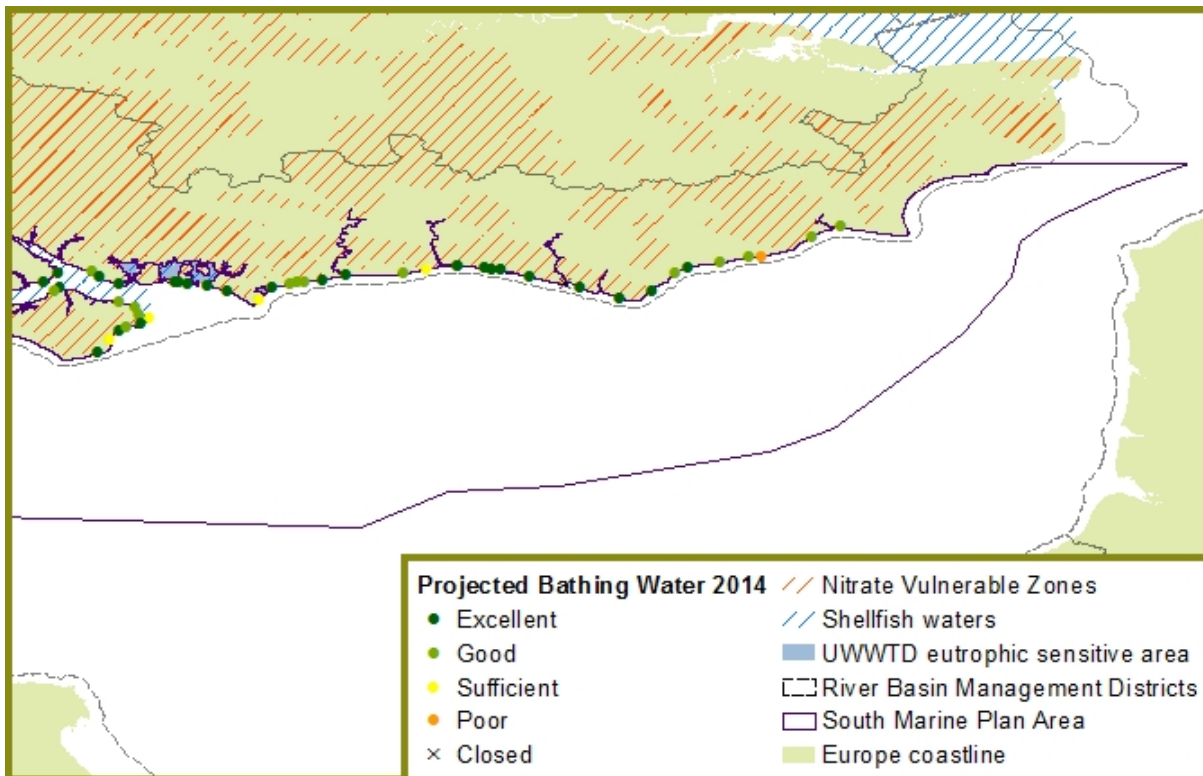 Projected Bathing Water 2014
Excellent
Good
Sufficient
Poor
Closed
Nitrate Vulnerable Zones
Shellfish waters
UWWTD eutrophic sensitive area
River Basin Management Districts
South Marine Plan Area
Europe coastline